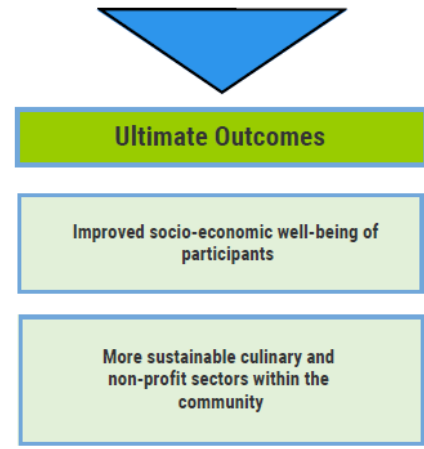 Ultimate Outcomes
Improved socio-economic well-being of
participants
More sustainable culinary and
non-profit sectors within the
community